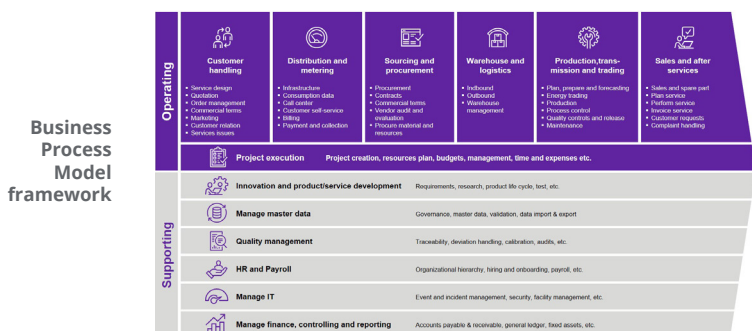 Business
Process
Model
framework
Operating
Customer
handling
• Service design
• Quotation
• Order management
• Commercial terms
• Marketing
• Customer relation
• Services issues
Distribution and
metering
• Infrastructure
• Consumption data
• Call center
• Customer self-service
• Billing
• Payment and collection
Sourcing and
procurement
• Procurement
• Contracts
• Commercial terms
• Vendor audit and
evaluation
• Procure material and
resources
Warehouse and
logistics
• Indbound
• Outbound
• Warehouse
management
Production,trans-
mission and trading
• Plan, prepare and forecasting
• Energy trading
• Production
• Process control
• Quality controls and release
• Maintenance
Sales and after
services
• Sales and spare part
• Plan service
• Perform service
• Invoice service
• Customer requests
• Complaint handling
Project execution Project creation, resources plan, budgets, management, time and expenses etc.
Supporting
Innovation and product/service development Requirements, research, product life cycle, test, etc.
Manage master data Governance, master data, validation, data import & export
Quality management Traceability, deviation handling, calibration, audits, etc.
HR and Payroll Organizational hierarchy, hiring and onboarding, payroll, etc.
Manage IT Event and incident management, security, facility management, etc.
Manage finance, controlling and reporting Accounts payable & receivable, general ledger, fixed assets, etc.